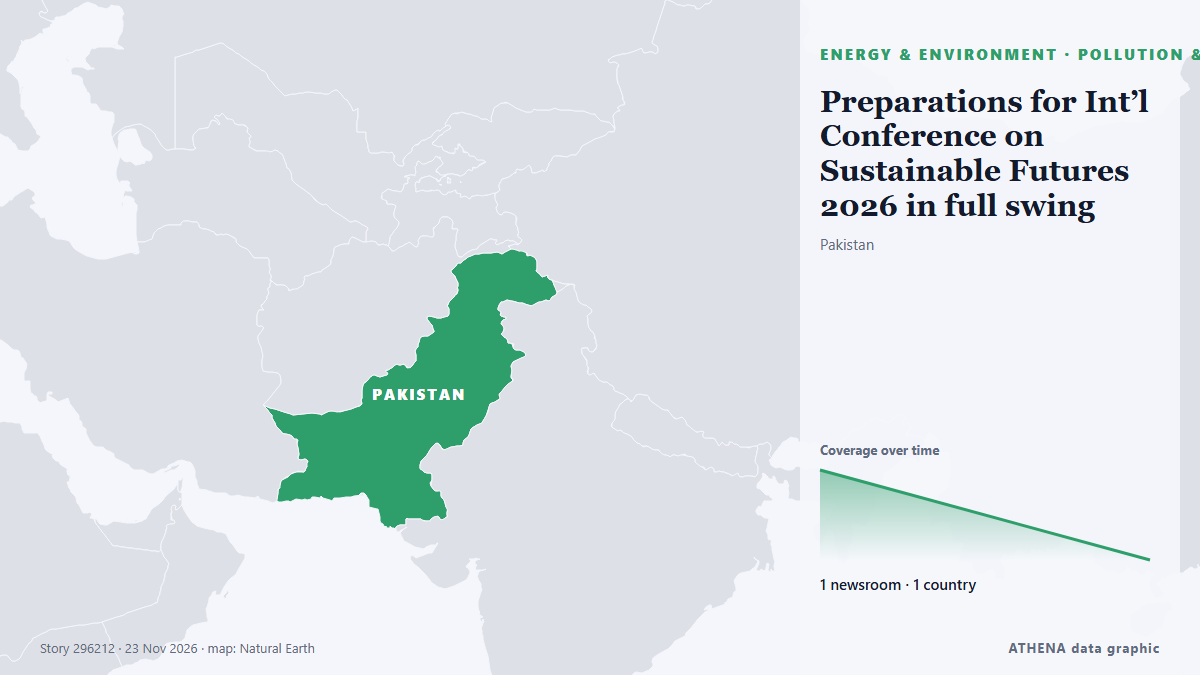 ENERGY & ENVIRONMENT · POLLUTION &
Preparations for Int’l
Conference on
Sustainable Futures
2026 in full swing
Pakistan
PAKISTAN
Coverage over time
1 newsroom · 1 country
Story 296212 · 23 Nov 2026 · map: Natural Earth
ATHENA data graphic